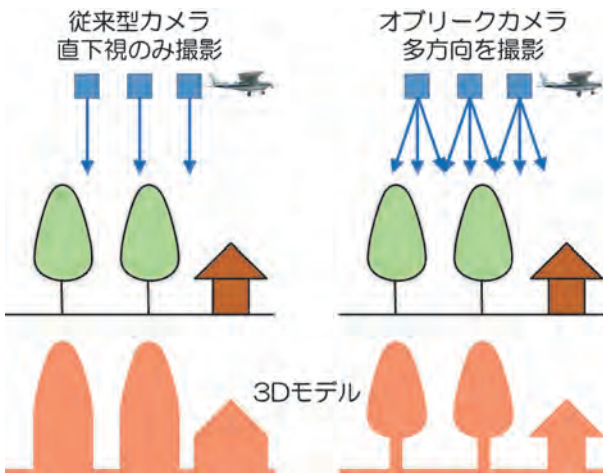 従来型カメラ
直下視のみ撮影
オブリークカメラ
多方向を撮影
3Dモデル